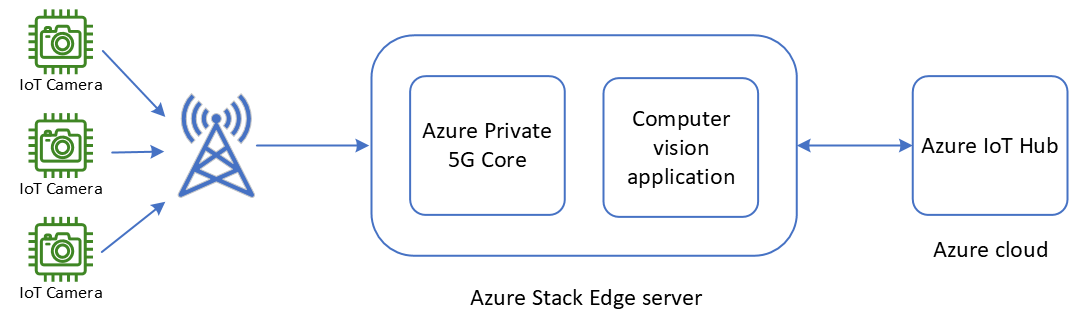 IoT Camera
IoT Camera
IoT Camera
Azure Private
5G Core
Computer
vision
application
Azure Stack Edge server
Azure IoT Hub
Azure cloud